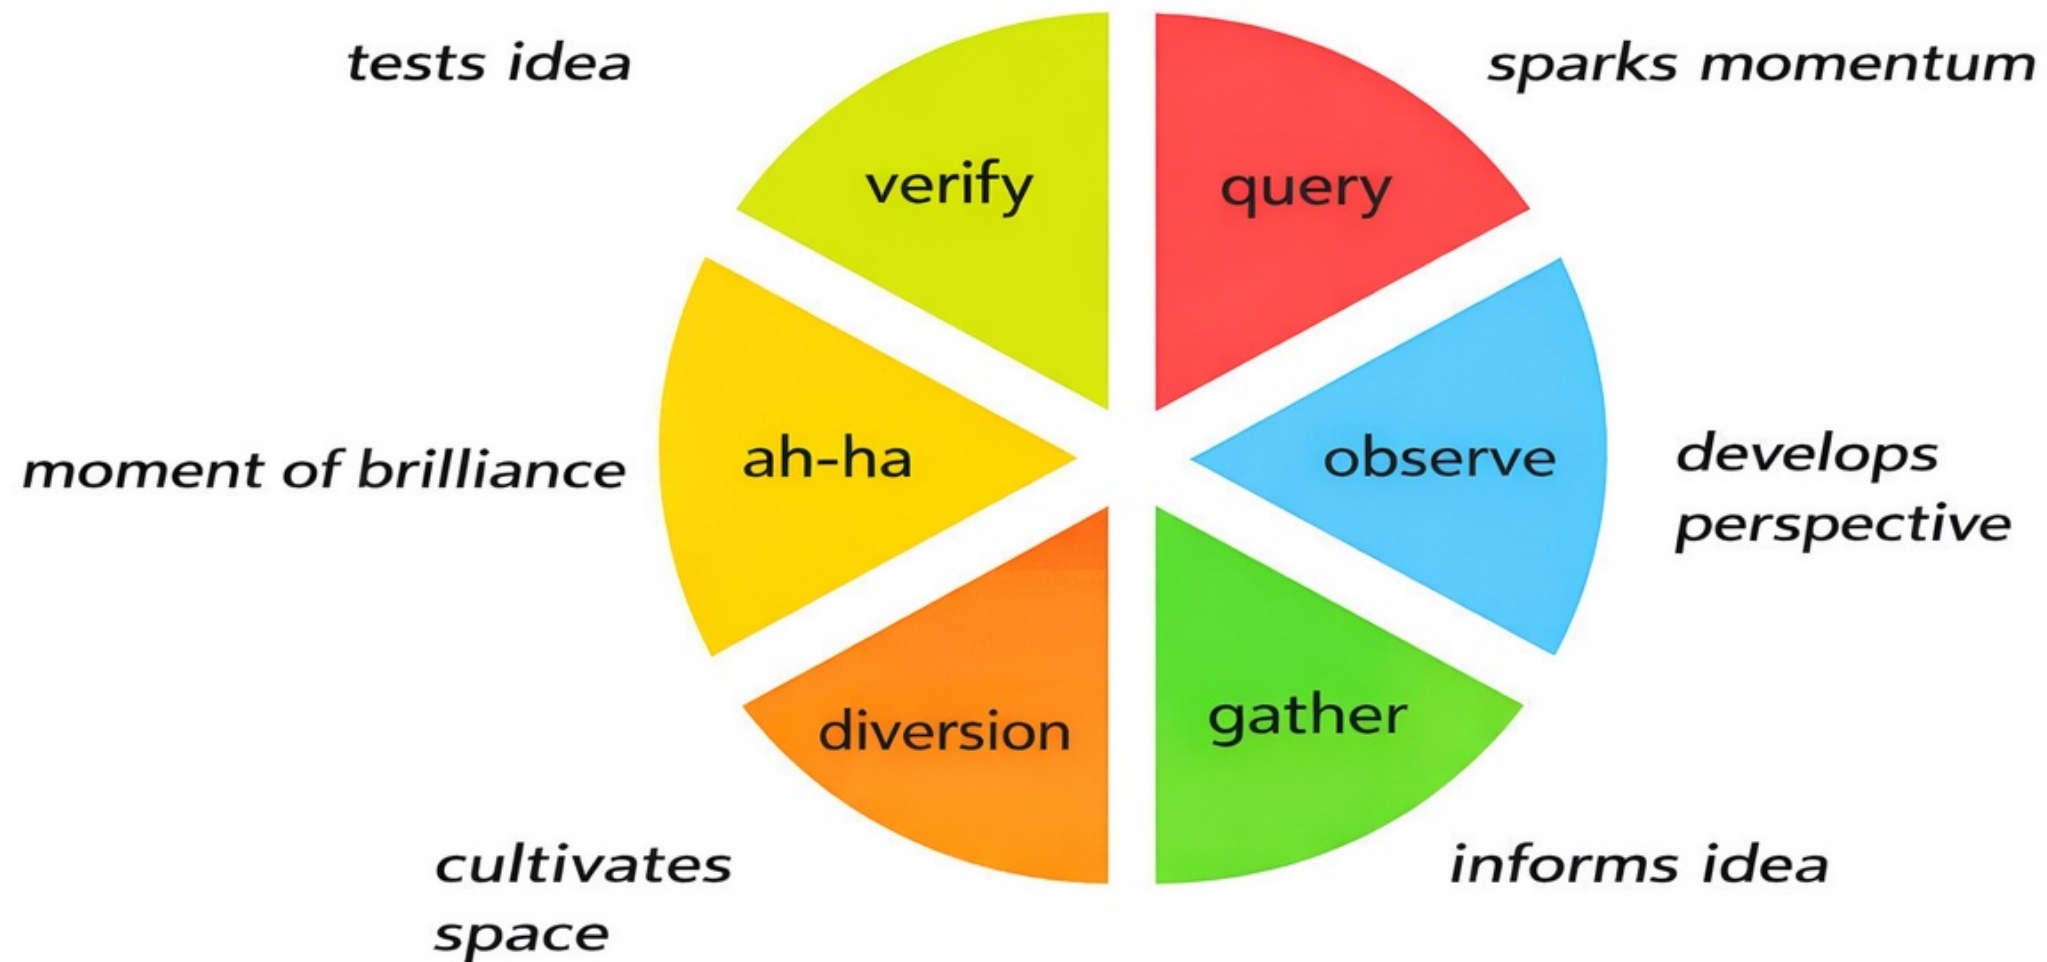 tests idea
sparks momentum
verify
query
moment of brilliance
ah-ha
observe
develops
perspective
diversion
gather
cultivates
space
informs idea